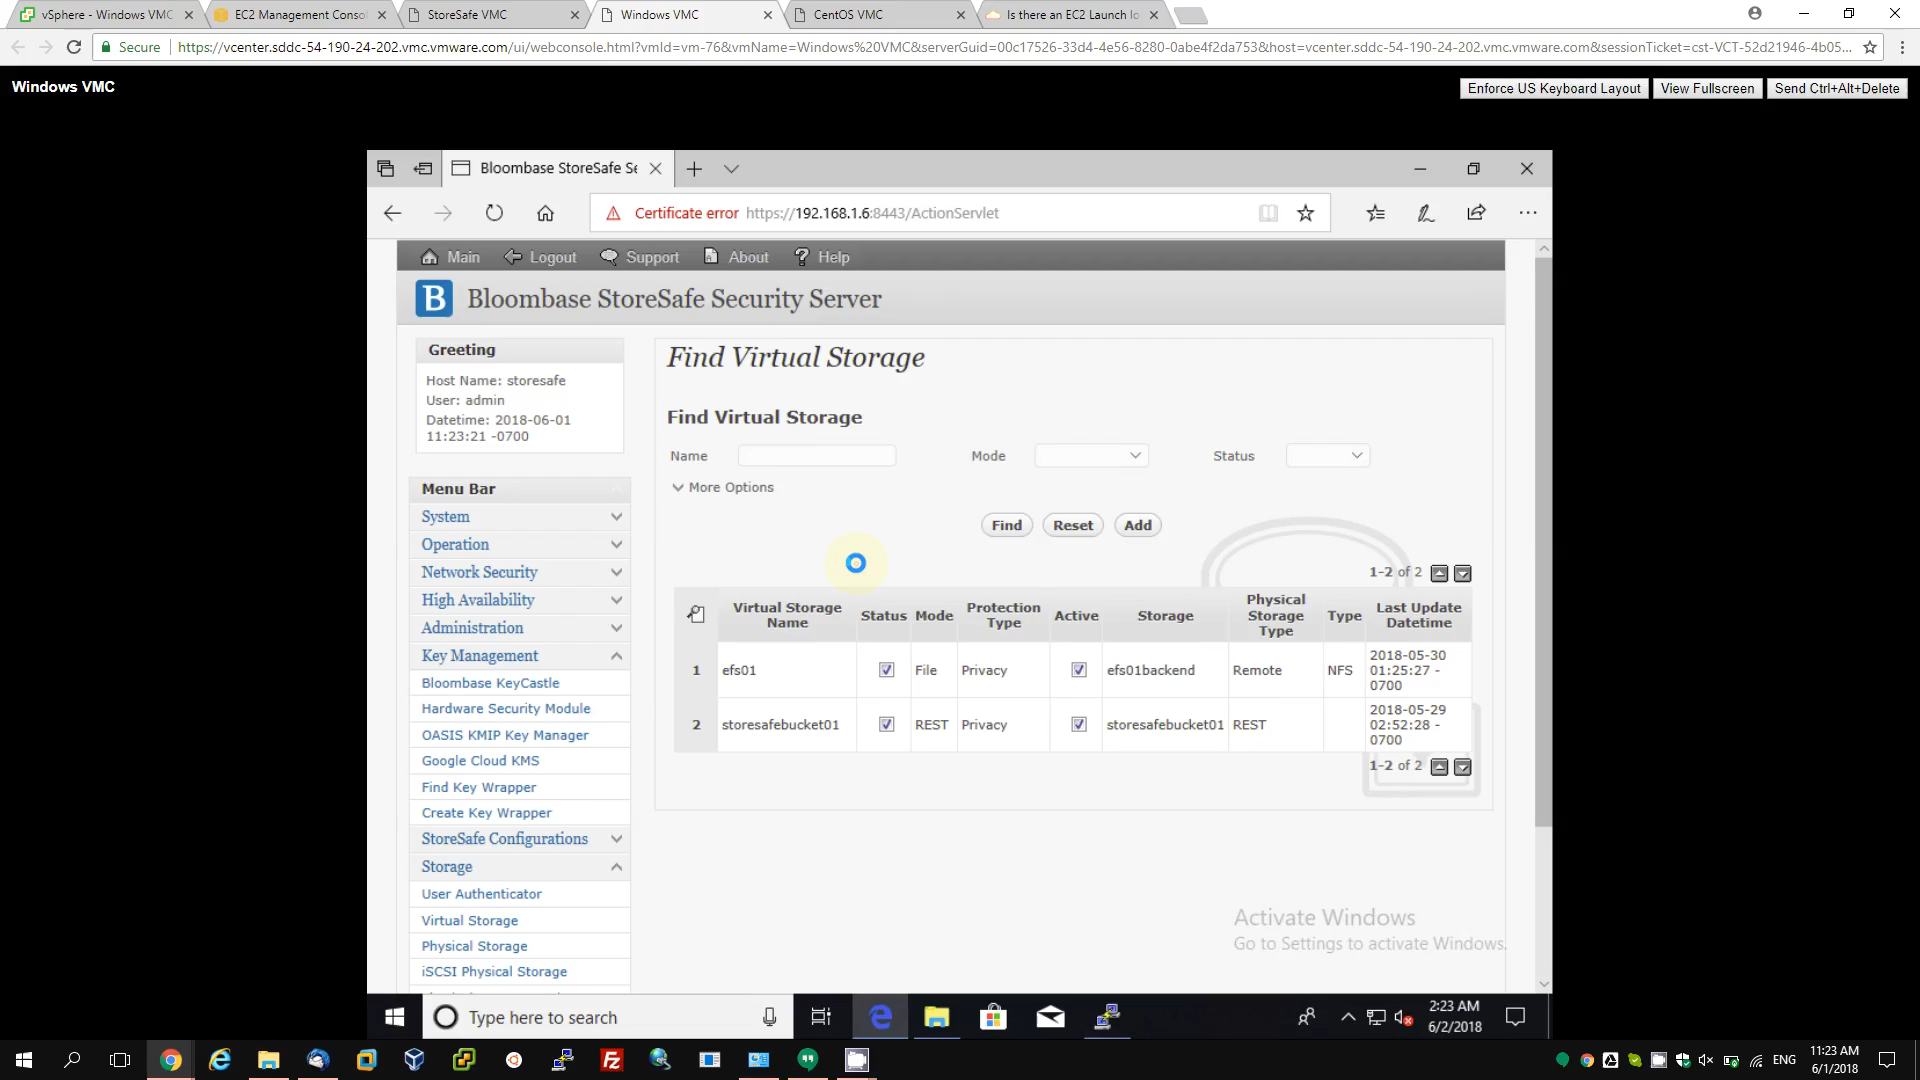 vSphere - Windows VMC
EC2 Management Consol
StoreSafe VMC
Windows VMC
CentOS VMC
Is there an EC2 Launch lo
Secure
https://vcenter.sddc-54-190-24-202.vmc.vmware.com/ui/webconsole.html?vmId=vm-76&vmName=Windows%20VMC&serverGuid=00c17526-33d4-4e56-8280-0abe4f2da753&host=vcenter.sddc-54-190-24-202.vmc.vmware.com&sessionTicket=cst-VCT-52d21946-4b05...
Windows VMC
Enforce US Keyboard Layout
View Fullscreen
Send Ctrl+Alt+Delete
Bloombase StoreSafe Se
Certificate error
https://192.168.1.6:8443/ActionServlet
Main
Logout
Support
About
Help
B
Bloombase StoreSafe Security Server
Greeting
Host Name: storesafe
User: admin
Datetime: 2018-06-01
11:23:21 -0700
Menu Bar
System
Operation
Network Security
High Availability
Administration
Key Management
Bloombase KeyCastle
Hardware Security Module
OASIS KMIP Key Manager
Google Cloud KMS
Find Key Wrapper
Create Key Wrapper
StoreSafe Configurations
Storage
User Authenticator
Virtual Storage
Physical Storage
iSCSI Physical Storage
Find Virtual Storage
Find Virtual Storage
Name
Mode
Status
More Options
Find
Reset
Add
1-2 of 2
Virtual Storage Name
Status
Mode
Protection Type
Active
Storage
Physical Storage Type
Type
Last Update Datetime
1
efs01
File
Privacy
efs01backend
Remote
NFS
2018-05-30
01:25:27 -
0700
2
storesafebucket01
REST
Privacy
storesafebucket01
REST
2018-05-29
02:52:28 -
0700
1-2 of 2
Activate Windows
Go to Settings to activate Windows.
Type here to search
2:23 AM
6/2/2018
ENG
11:23 AM
6/1/2018